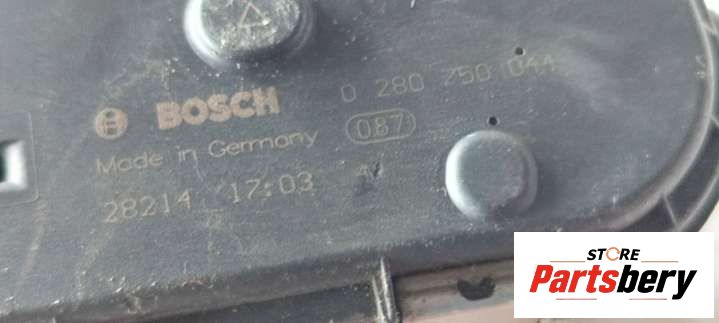 BOSCH 0 280 750 044
Made in Germany 087
28214 17:03
STORE
Partsbery